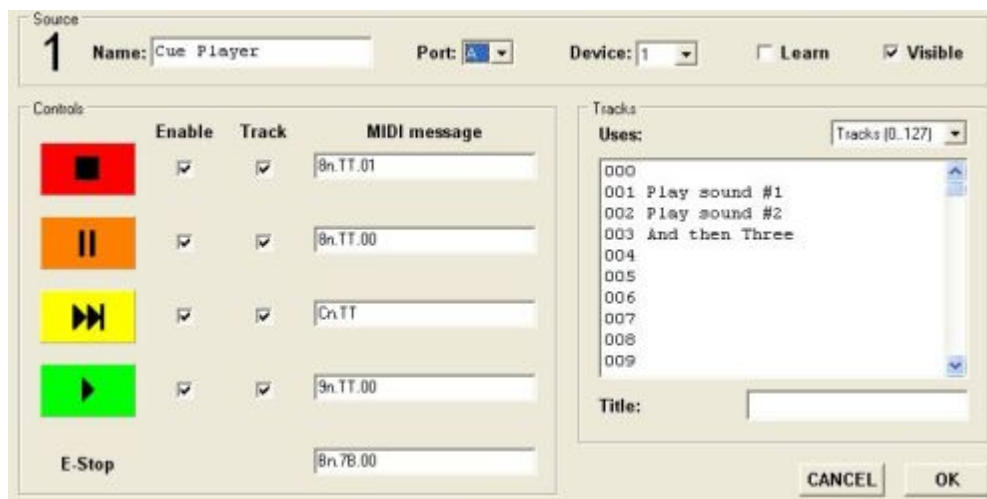 Source
1 Name: Cue Player Port: A Device: 1 Learn Visible
Controls
Enable Track MIDI message
8n.TT.01
8n.TT.00
Cn.TT
9n.TT.00
E-Stop Bn.7B.00
Tracks
Uses: Tracks (0..127)
000
001 Play sound #1
002 Play sound #2
003 And then Three
004
005
006
007
008
009
Title:
CANCEL OK